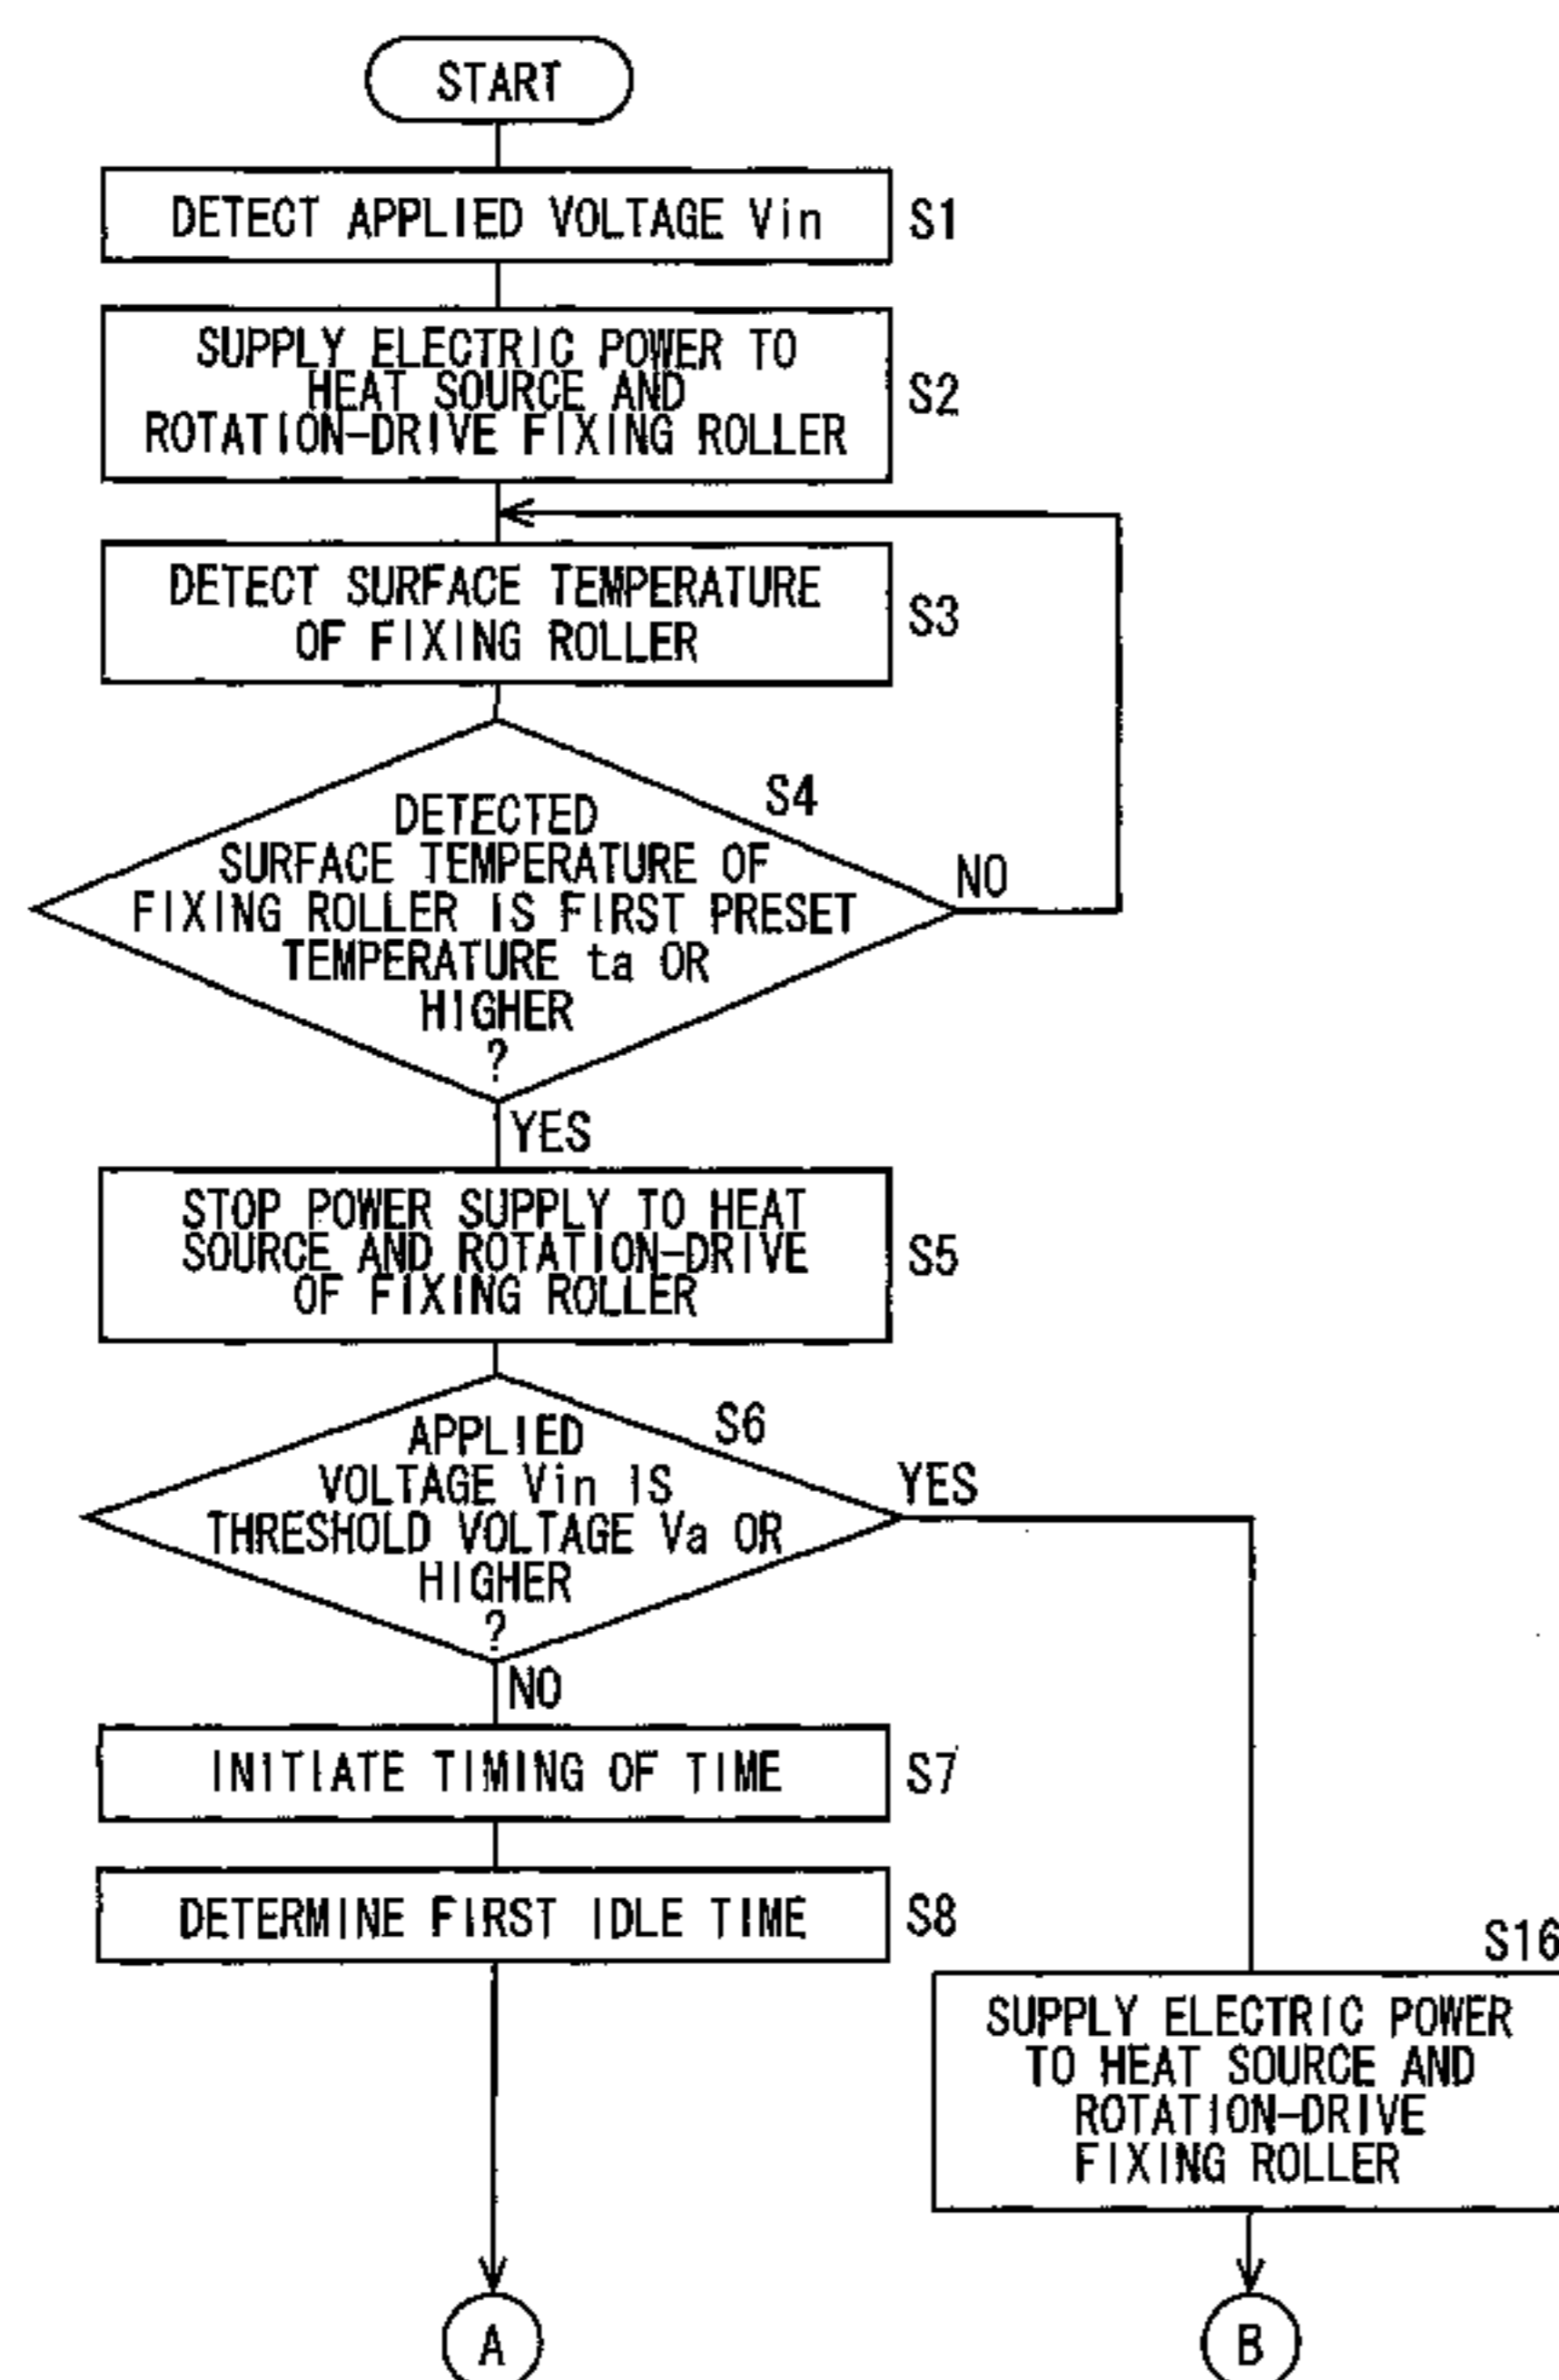 START
DETECT APPLIED VOLTAGE Vin
S1
SUPPLY ELECTRIC POWER TO
HEAT SOURCE AND
ROTATION-DRIVE FIXING ROLLER
S2
DETECT SURFACE TEMPERATURE
OF FIXING ROLLER
S3
S4
DETECTED
SURFACE TEMPERATURE OF
FIXING ROLLER IS FIRST PRESET
TEMPERATURE ta OR
HIGHER
?
NO
YES
STOP POWER SUPPLY TO HEAT
SOURCE AND ROTATION-DRIVE
OF FIXING ROLLER
S5
S6
APPLIED
VOLTAGE Vin IS
THRESHOLD VOLTAGE Va OR
HIGHER
?
YES
NO
INITIATE TIMING OF TIME
S7
DETERMINE FIRST IDLE TIME
S8
S16
SUPPLY ELECTRIC POWER
TO HEAT SOURCE AND
ROTATION-DRIVE
FIXING ROLLER
A
B